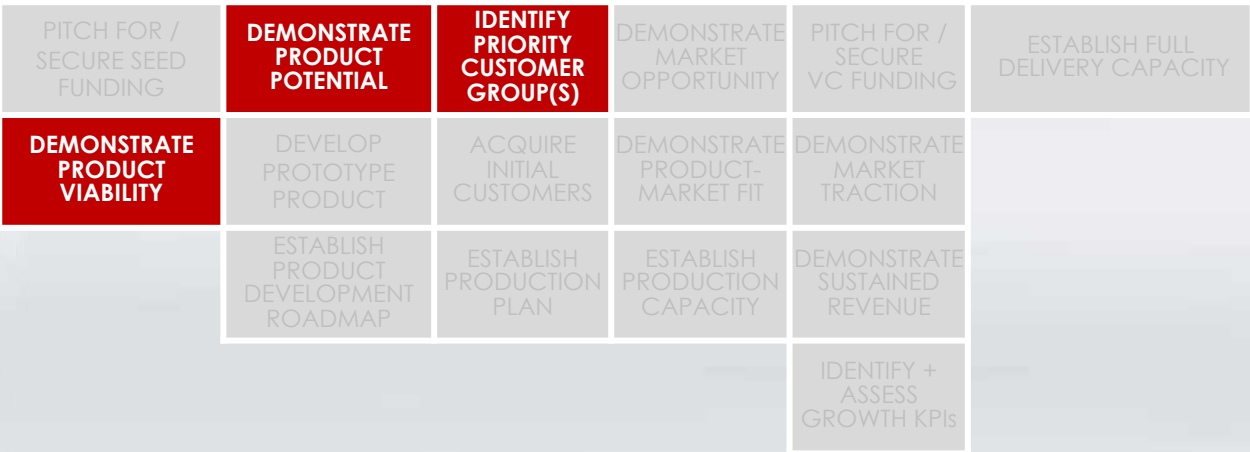 PITCH FOR /
SECURE SEED
FUNDING
DEMONSTRATE
PRODUCT
POTENTIAL
IDENTIFY
PRIORITY
CUSTOMER
GROUP(S)
DEMONSTRATE
MARKET
OPPORTUNITY
PITCH FOR /
SECURE
VC FUNDING
ESTABLISH FULL
DELIVERY CAPACITY
DEMONSTRATE
PRODUCT
VIABILITY
DEVELOP
PROTOTYPE
PRODUCT
ACQUIRE
INITIAL
CUSTOMERS
DEMONSTRATE
PRODUCT-
MARKET FIT
DEMONSTRATE
MARKET
TRACTION
ESTABLISH
PRODUCT
DEVELOPMENT
ROADMAP
ESTABLISH
PRODUCTION
PLAN
ESTABLISH
PRODUCTION
CAPACITY
DEMONSTRATE
SUSTAINED
REVENUE
IDENTIFY +
ASSESS
GROWTH KPIs